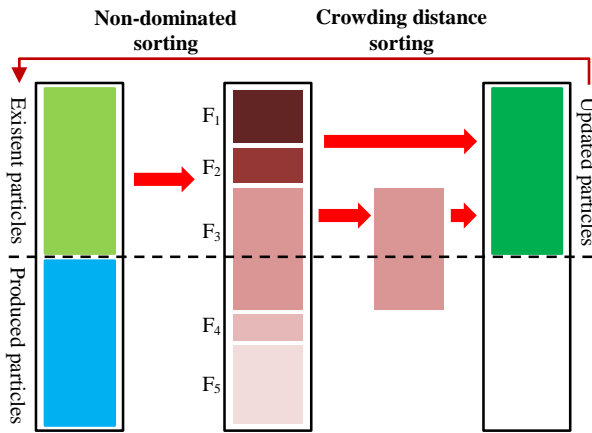 Non-dominated
sorting
Crowding distance
sorting
Existent particles
Produced particles
F1
F2
F3
F4
F5
Updated particles